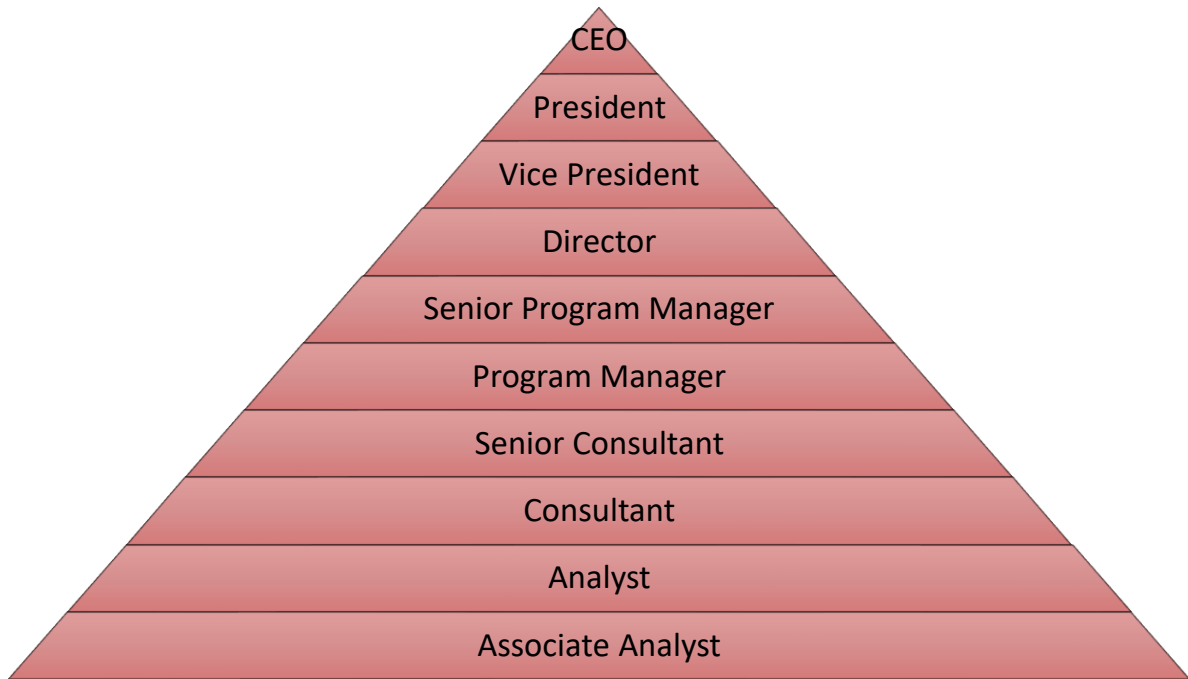 CEO
President
Vice President
Director
Senior Program Manager
Program Manager
Senior Consultant
Consultant
Analyst
Associate Analyst